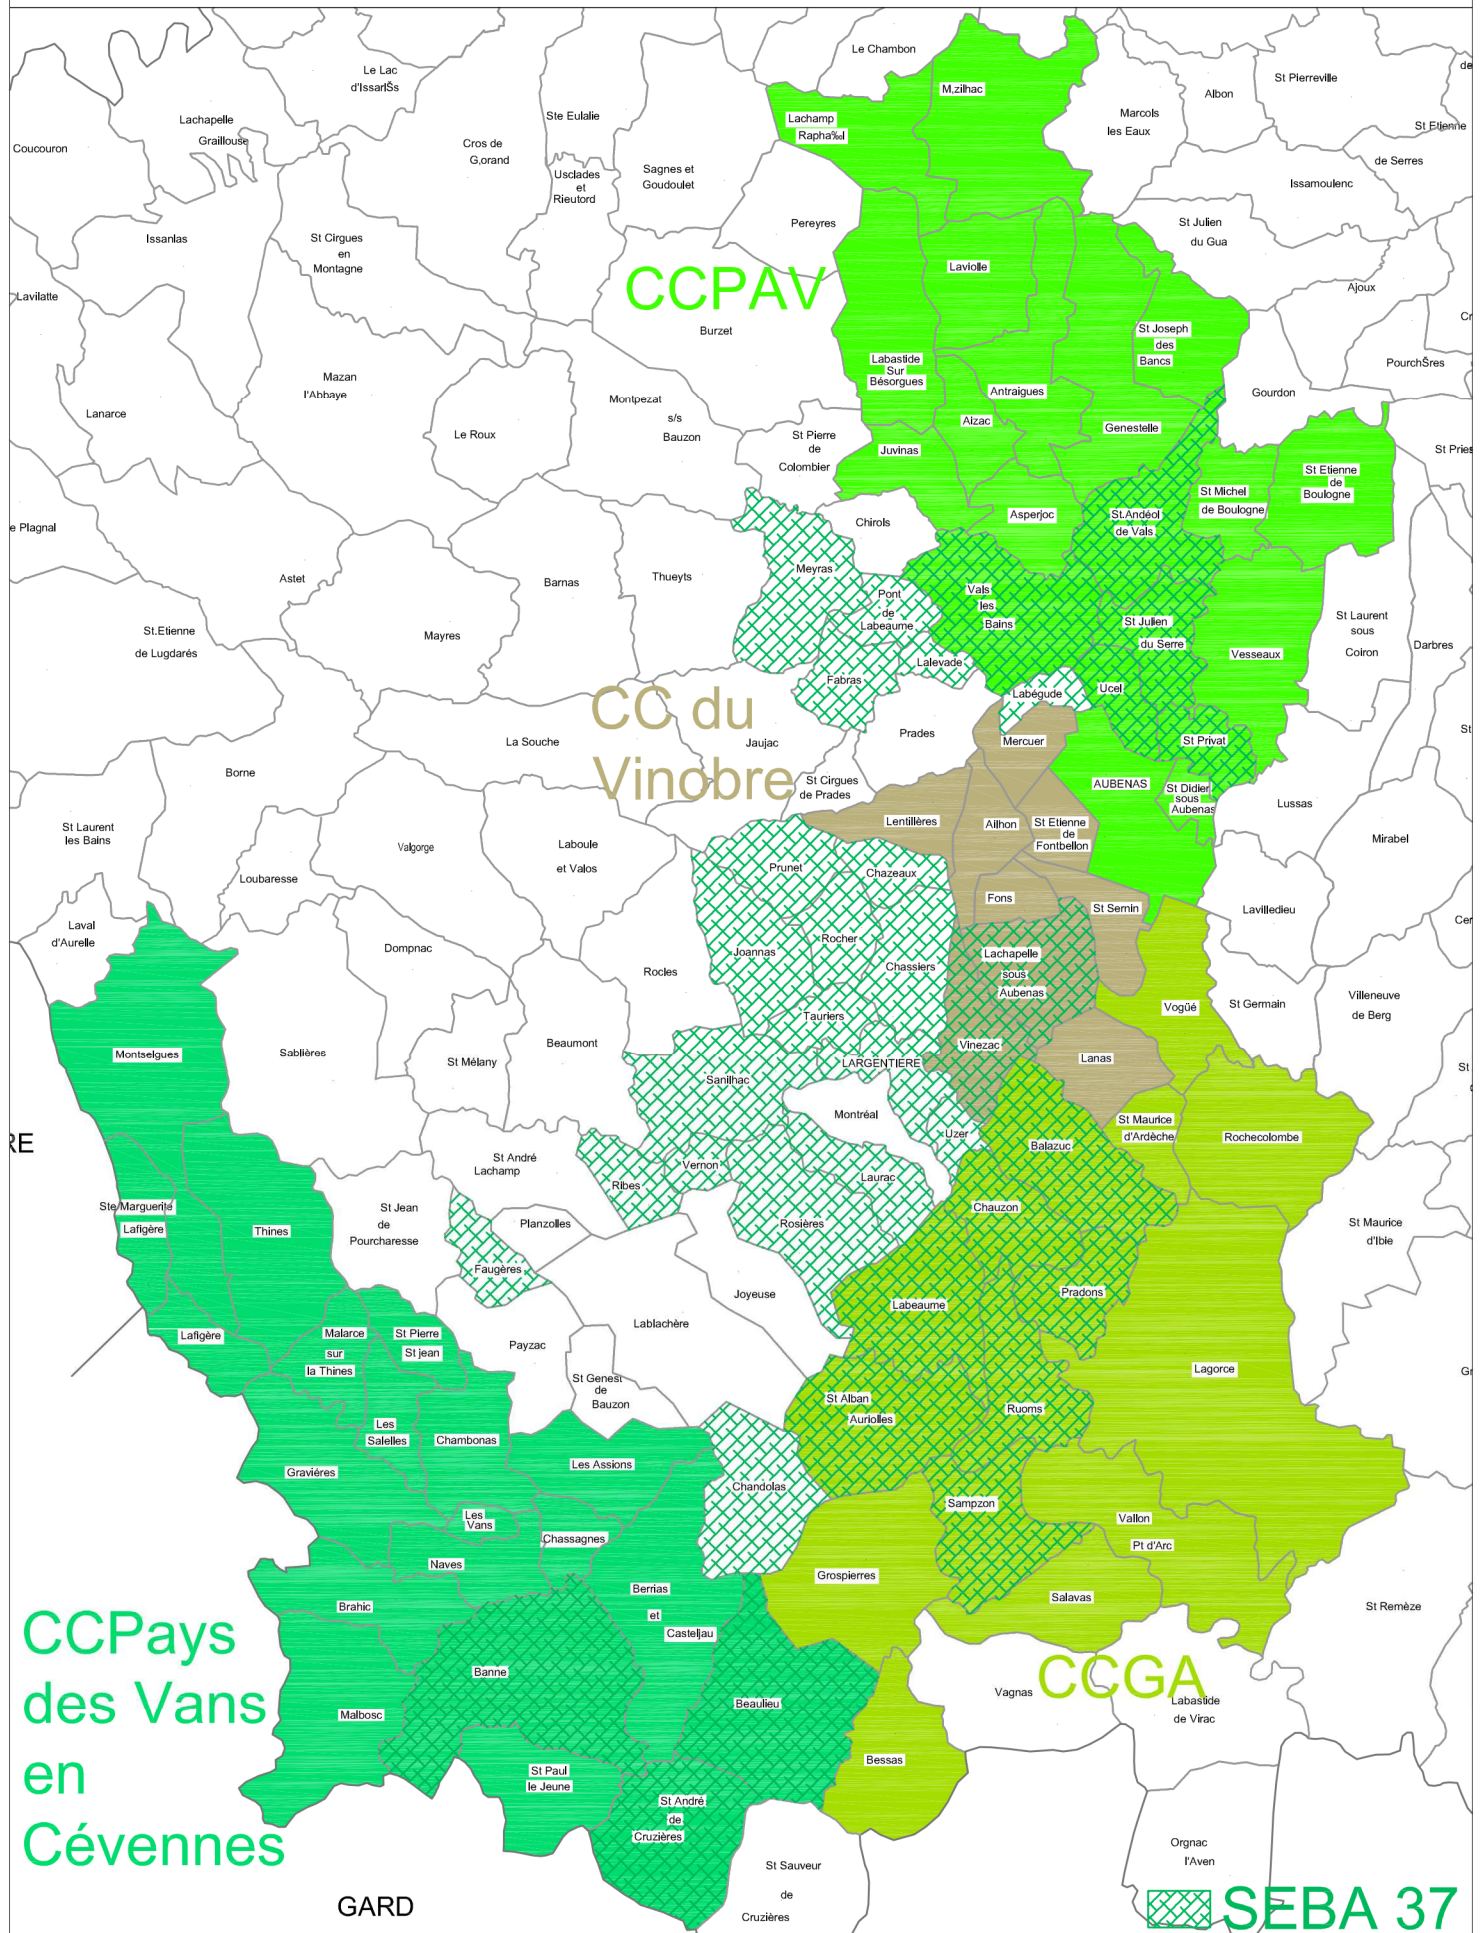 Le Chambon
Le Lac
d'IssarlŠs
St Pierreville
de
M,zilhac
Albon
Lachapelle
Graillouse
Ste Eulalie
Lachamp
Rapha‰l
Marcols
les Eaux
St Etienne
Coucouron
Cros de
G,orand
de Serres
Usclades
et
Rieutord
Sagnes et
Goudoulet
Issamoulenc
Issanlas
St Cirgues
en
Montagne
Pereyres
St Julien
du Gua
Laviolle
CCPAV
Lavilatte
Ajoux
Cr
Burzet
St Joseph
des
Bancs
Labastide
Sur
Bésorgues
PourchŠres
Mazan
l'Abbaye
Antraigues
Gourdon
Lanarce
Montpezat
s/s
Bauzon
Aizac
Genestelle
Le Roux
St Pierre
de
Colombier
Juvinas
St Pries
St Etienne
de
Boulogne
St Michel
de Boulogne
Asperjoc
St.Andéol
de Vals
Chirols
e Plagnal
Meyras
Astet
Barnas
Thueyts
Pont
de
Labeaume
Vals
les
Bains
St Laurent
sous
Coiron
St.Etienne
de Lugdarés
Mayres
St Julien
du Serre
Darbres
Vesseaux
Lalevade
Fabras
Labégude
Ucel
CC du
Vinobre
La Souche
Jaujac
Prades
Mercuer
St Privat
St
Borne
St Cirgues
de Prades
AUBENAS
St Didier
sous
Aubenas
Lussas
St Laurent
les Bains
Valgorge
Laboule
et Valos
Lentillères
Ailhon
St Etienne
de
Fontbellon
Mirabel
Loubaresse
Prunet
Chazeaux
Fons
St Sernin
Lavilledieu
Cer
Laval
d'Aurelle
Dompnac
Joannas
Rocher
Rocles
Chassiers
Lachapelle
sous
Aubenas
Vogüé
St Germain
Villeneuve
de Berg
Tauriers
Montselgues
Sablières
St Mélany
Beaumont
Vinezac
Lanas
LARGENTIERE
Sanilhac
St
Montréal
St Maurice
d'Ardèche
Rochecolombe
RE
Uzer
Balazuc
St André
Lachamp
Vernon
Ribes
Laurac
Ste/Marguerite
Lafigère
Thines
St Jean
de
Pourcharesse
Planzolles
Rosières
Chauzon
St Maurice
d'Ibie
Faugères
Joyeuse
Labeaume
Pradons
Lafigère
Malarce
sur
la Thines
St Pierre
St jean
Payzac
Lablachère
Lagorce
Gr
St Genest
de
Bauzon
St Alban
Auriolles
Ruoms
Les
Salelles
Chambonas
Graviéres
Les Assions
Chandolas
Sampzon
Les
Vans
Chassagnes
Vallon
Pt d'Arc
Naves
Grospierres
Berrias
et
Casteljau
Salavas
Brahic
St Remèze
CCPays
des Vans
en
Cévennes
Banne
Beaulieu
Malbosc
CCGA
Vagnas
Labastide
de Virac
Bessas
St Paul
le Jeune
St André
de
Cruzières
Orgnac
l'Aven
St Sauveur
de
Cruzières
GARD
SEBA 37